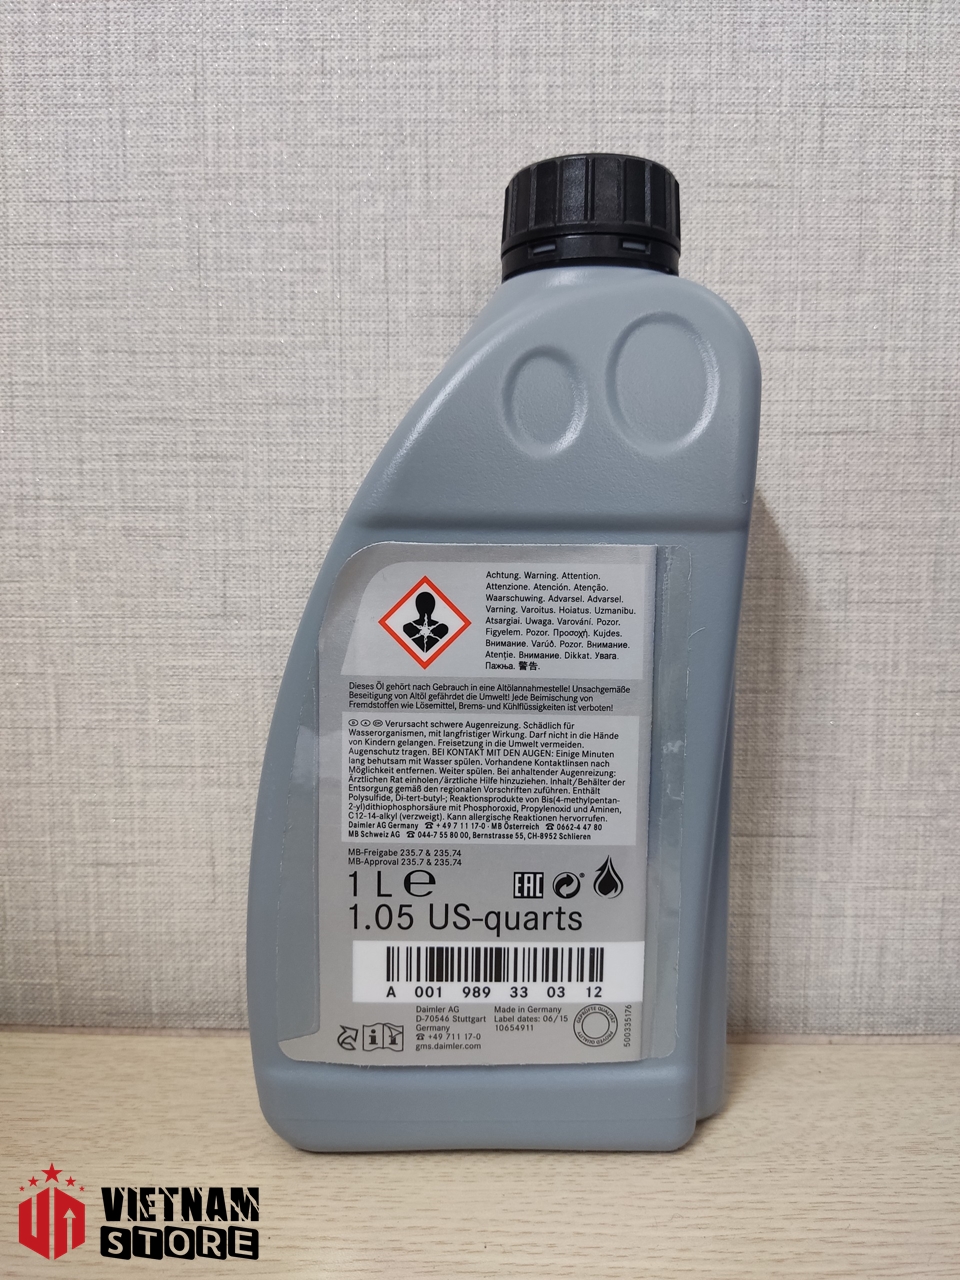 Achtung. Warning. Attention.
Attenzione. Atención. Atenção.
Waarschuwing. Advarsel. Advarsel.
Varning. Varoitus. Hoiatus. Uzmanibu.
Atsargiai. Uwaga. Varování. Pozor.
Figyelem. Pozor. Προσοχή. Kujdes.
Внимание. Varúð. Pozor. Внимание.
Atenție. Внимание. Dikkat. Увага.
Пажња. 警告.
Dieses Öl gehört nach Gebrauch in eine Altölannahmestelle! Unsachgemäße
Beseitigung von Altöl gefährdet die Umwelt! Jede Beimischung von
Fremdstoffen wie Lösemittel, Brems- und Kühlflüssigkeiten ist verboten!
Verursacht schwere Augenreizung. Schädlich für
Wasserorganismen, mit langfristiger Wirkung. Darf nicht in die Hände
von Kindern gelangen. Freisetzung in die Umwelt vermeiden.
Augenschutz tragen. BEI KONTAKT MIT DEN AUGEN: Einige Minuten
lang behutsam mit Wasser spülen. Vorhandene Kontaktlinsen nach
Möglichkeit entfernen. Weiter spülen. Bei anhaltender Augenreizung:
Ärztlichen Rat einholen/ärztliche Hilfe hinzuziehen. Inhalt/Behälter der
Entsorgung gemäß den regionalen Vorschriften zuführen. Enthält
Polysulfide, Di-tert-butyl-; Reaktionsprodukte von Bis(4-methylpentan-
2-yl)dithiophosphorsäure mit Phosphoroxid, Propylenoxid und Aminen,
C12-14-alkyl (verzweigt). Kann allergische Reaktionen hervorrufen.
Daimler AG Germany ☎ +49 7 11 17-0 · MB Österreich ☎ 0662-4 47 80
MB Schweiz AG ☎ 044-7 55 80 00, Bernstrasse 55, CH-8952 Schlieren
MB-Freigabe 235.7 & 235.74
MB-Approval 235.7 & 235.74
1 L ℮
EAC
1.05 US-quarts
A 001 989 33 03 12
Daimler AG
D-70546 Stuttgart
Germany
☎ +49 711 17-0
gms.daimler.com
Made in Germany
Label dates: 06/15
10654911
500335176
VIETNAM
STORE